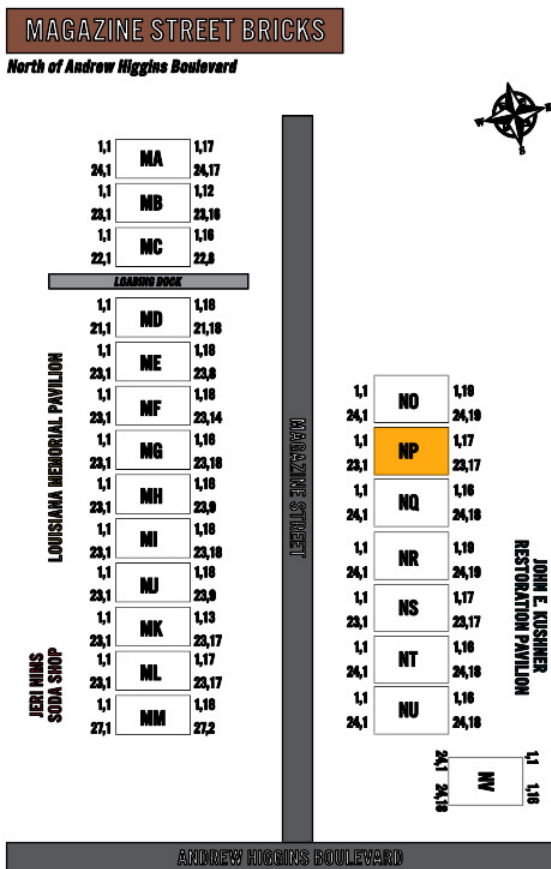 MAGAZINE STREET BRICKS
North of Andrew Higgins Boulevard
N
E
S
W
1,1 MA 1,17
24,1 24,17
1,1 MB 1,12
23,1 23,16
1,1 MC 1,16
22,1 22,8
LOADING DOCK
1,1 MD 1,18
21,1 21,18
1,1 ME 1,18
23,1 23,8
1,1 MF 1,18
23,1 23,14
1,1 MG 1,16
23,1 23,18
1,1 MH 1,18
23,1 23,9
1,1 MI 1,18
23,1 23,18
1,1 MJ 1,18
23,1 23,9
1,1 MK 1,13
23,1 23,17
1,1 ML 1,17
23,1 23,17
1,1 MM 1,18
27,1 27,2
LOUISIANA MEMORIAL PAVILION
JERI NIMS
SODA SHOP
MAGAZINE STREET
1,1 NO 1,19
24,1 24,19
1,1 NP 1,17
23,1 23,17
1,1 NQ 1,16
24,1 24,18
1,1 NR 1,19
24,1 24,19
1,1 NS 1,17
23,1 23,17
1,1 NT 1,16
24,1 24,18
1,1 NU 1,16
24,1 24,18
JOHN E. KUSHNER
RESTORATION PAVILION
24,1 NV 1,1
24,18 1,18
ANDREW HIGGINS BOULEVARD